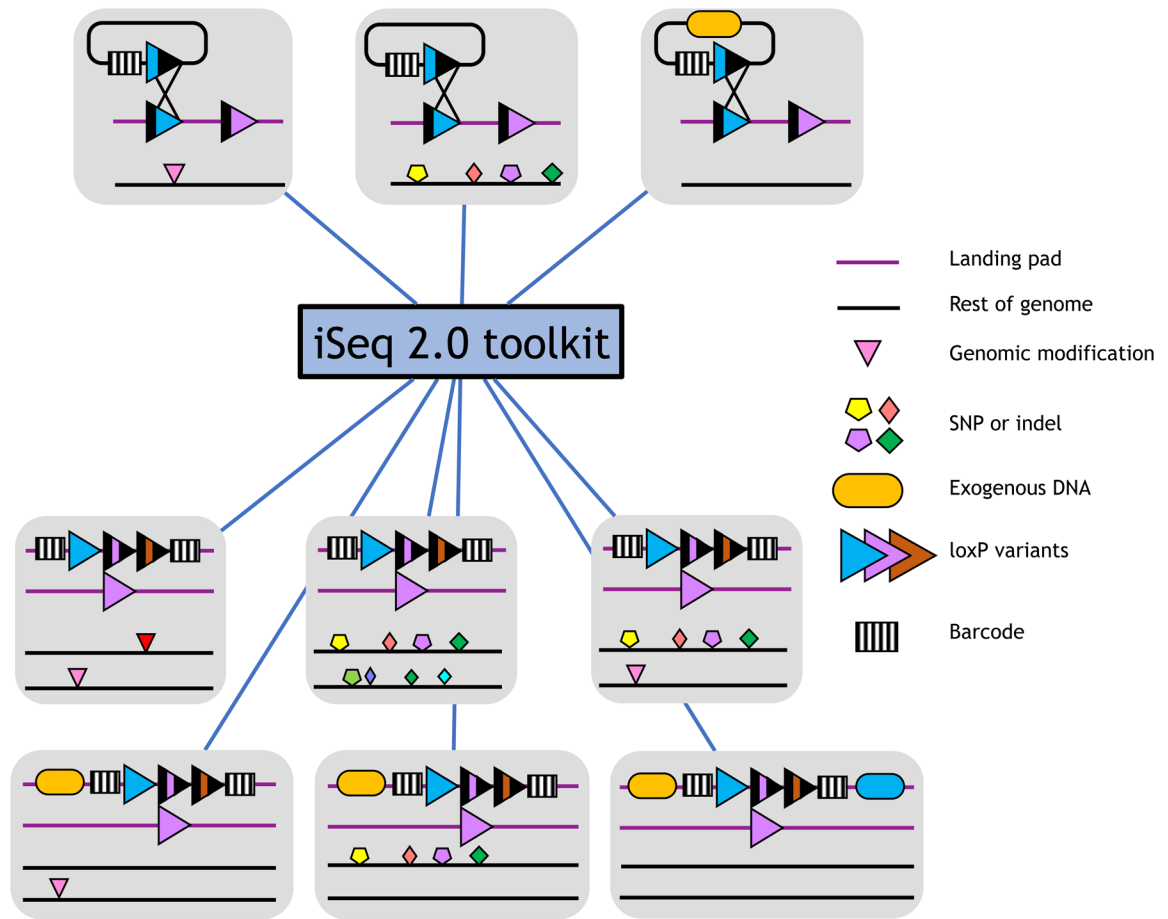 Landing pad
Rest of genome
iSeq 2.0 toolkit
Genomic modification
SNP or indel
Exogenous DNA
loxP variants
Barcode